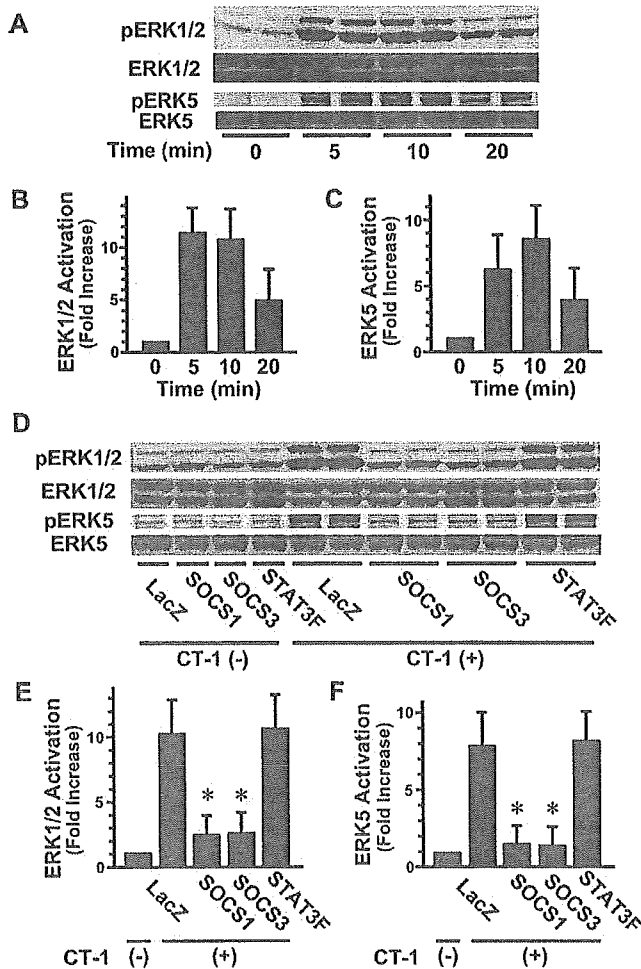 A
pERK1/2
ERK1/2
pERK5
ERK5
Time (min) 0 5 10 20
B
ERK1/2 Activation
(Fold Increase)
10
5
0
0 5 10 20
Time (min)
C
ERK5 Activation
(Fold Increase)
10
5
0
0 5 10 20
Time (min)
D
pERK1/2
ERK1/2
pERK5
ERK5
LacZ SOCS1 SOCS3 STAT3F LacZ SOCS1 SOCS3 STAT3F
CT-1 (-) CT-1 (+)
E
ERK1/2 Activation
(Fold Increase)
10
5
0
* *
LacZ SOCS1 SOCS3 STAT3F
CT-1 (-) (+)
F
ERK5 Activation
(Fold Increase)
10
5
0
* *
LacZ SOCS1 SOCS3 STAT3F
CT-1 (-) (+)